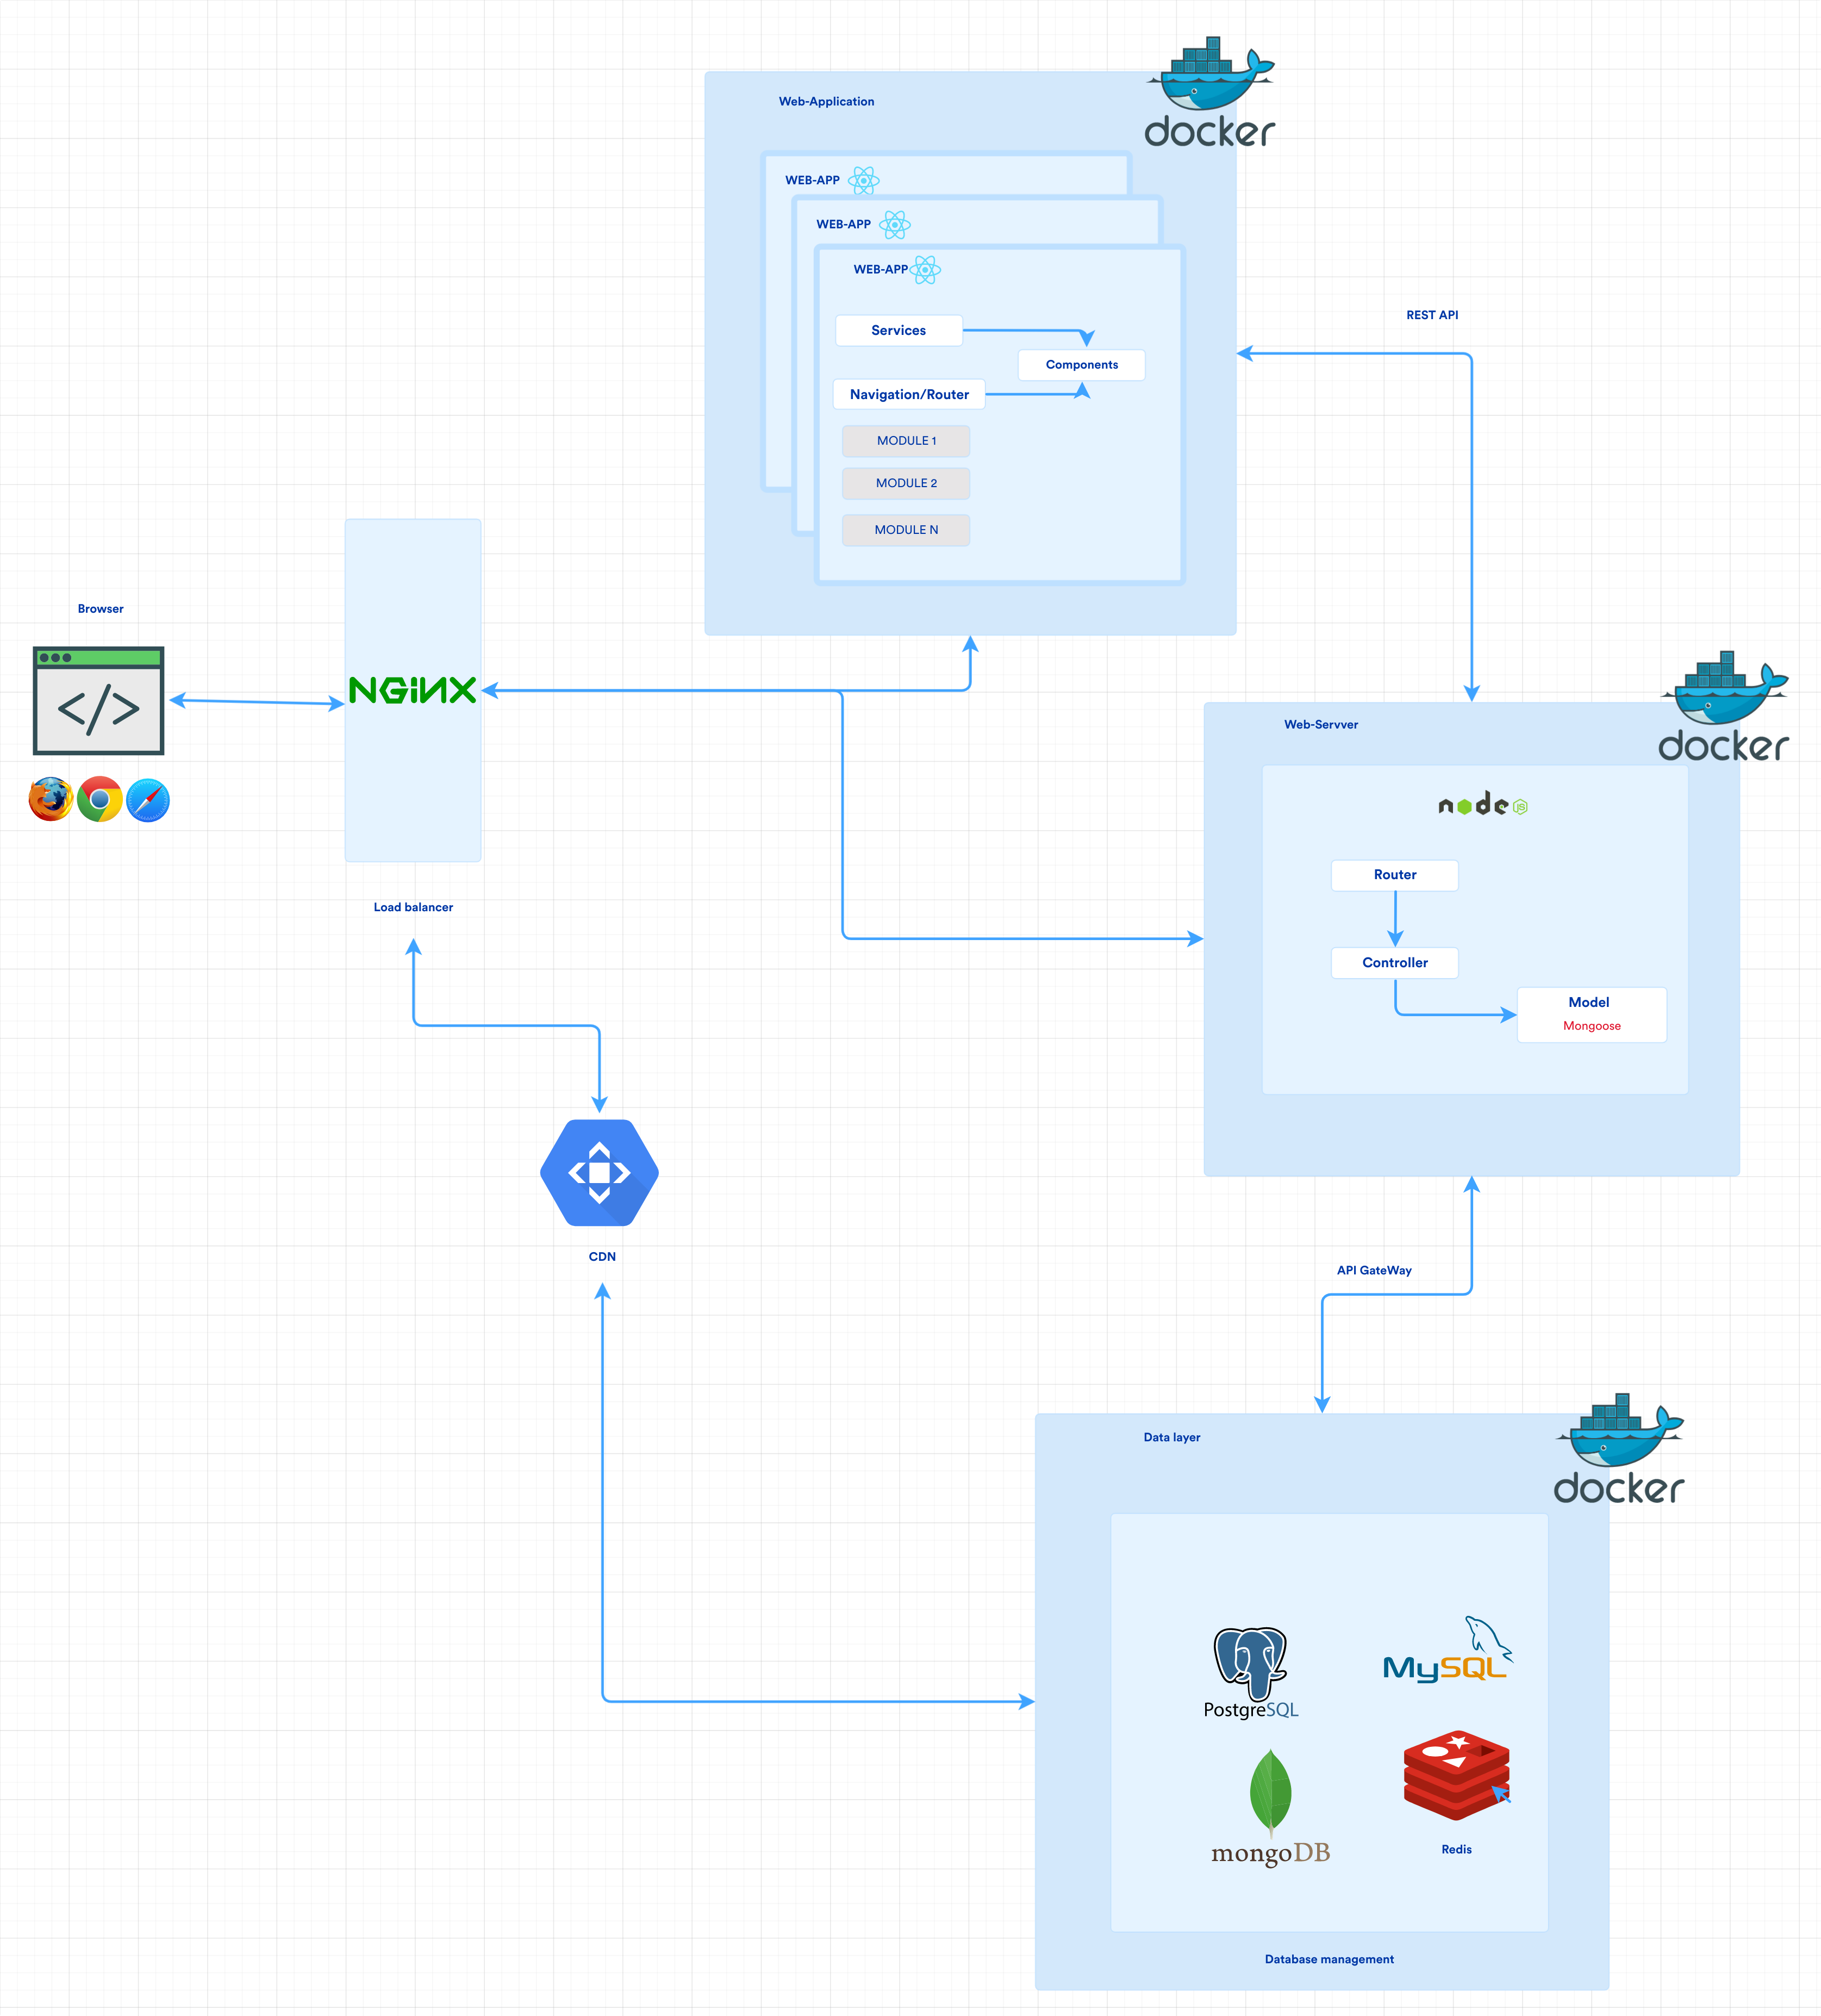 docker
Web-Application
WEB-APP
WEB-APP
WEB-APP
Services
Components
Navigation/Router
MODULE 1
MODULE 2
MODULE N
REST API
Browser
</>
NGINX
Load balancer
docker
Web-Servver
node
JS
Router
Controller
Model
Mongoose
CDN
API GateWay
docker
Data layer
PostgreSQL
MySQL
mongoDB
Redis
Database management